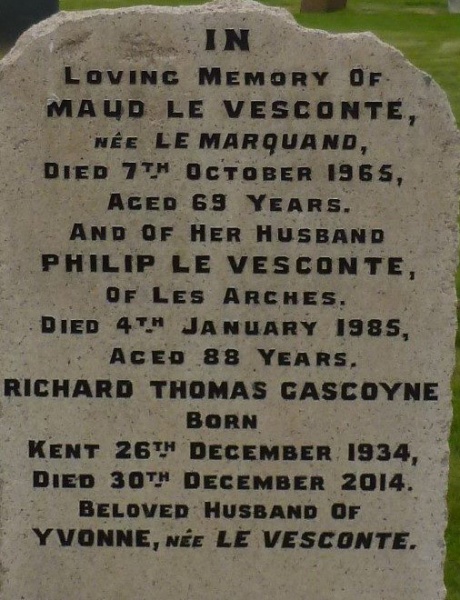 IN
LOVING MEMORY OF
MAUD LE VESCONTE,
NÉE LE MARQUAND,
DIED 7TH OCTOBER 1965,
AGED 69 YEARS.
AND OF HER HUSBAND
PHILIP LE VESCONTE,
OF LES ARCHES.
DIED 4TH JANUARY 1985,
AGED 88 YEARS.
RICHARD THOMAS GASCOYNE
BORN
KENT 26TH DECEMBER 1934,
DIED 30TH DECEMBER 2014.
BELOVED HUSBAND OF
YVONNE, NÉE LE VESCONTE.